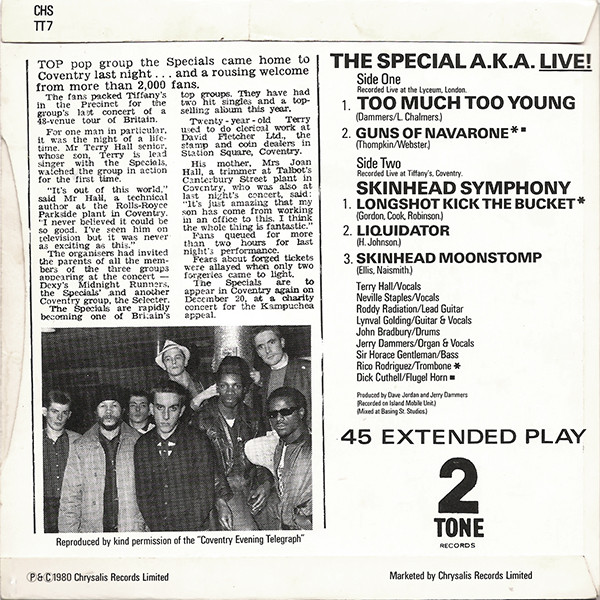 CHS
TT7
TOP pop group the Specials came home to
Coventry last night . . . and a rousing welcome
from more than 2,000 fans.
The fans packed Tiffany's
in the Precinct for the
group's last concert of a
48-venue tour of Britain.
For one man in particular,
it was the night of a life-
time. Mr Terry Hall senior,
whose son, Terry is lead
singer with the Specials,
watched the group in action
for the first time.
"It's out of this world,"
said Mr Hall, a technical
author at the Rolls-Royce
Parkside plant in Coventry.
"I never believed it could be
so good. I've seen him on
television but it was never
as exciting as this."
The organisers had invited
the parents of all the mem-
bers of the three groups
appearing at the concert —
Dexy's Midnight Runners,
the Specials' and another
Coventry group, the Selecter.
The Specials are rapidly
becoming one of Britain's
top groups. They have had
two hit singles and a top-
selling album this year.
Twenty-year-old Terry
used to do clerical work at
David Fletcher Ltd., the
stamp and coin dealers in
Station Square, Coventry.
His mother, Mrs Joan
Hall, a trimmer at Talbot's
Canterbury Street plant in
Coventry, who was also at
last night's concert, said:
"It's just amazing that my
son has come from working
in an office to this. I think
the whole thing is fantastic."
Fans queued for more
than two hours for last
night's performance.
Fears about forged tickets
were allayed when only two
forgeries came to light.
The Specials are to
appear in Coventry again on
December 20, at a charity
concert for the Kampuchea
appeal.
Reproduced by kind permission of the "Coventry Evening Telegraph"
THE SPECIAL A.K.A. LIVE!
Side One
Recorded Live at the Lyceum, London.
1. TOO MUCH TOO YOUNG
(Dammers/L. Chalmers.)
2. GUNS OF NAVARONE*▪
(Thompkin/Webster.)
Side Two
Recorded Live at Tiffany's, Coventry.
SKINHEAD SYMPHONY
1. LONGSHOT KICK THE BUCKET*
(Gordon, Cook, Robinson.)
2. LIQUIDATOR
(H. Johnson.)
3. SKINHEAD MOONSTOMP
(Ellis, Naismith.)
Terry Hall/Vocals
Neville Staples/Vocals
Roddy Radiation/Lead Guitar
Lynval Golding/Guitar & Vocals
John Bradbury/Drums
Jerry Dammers/Organ & Vocals
Sir Horace Gentleman/Bass
Rico Rodriguez/Trombone *
Dick Cuthell/Flugel Horn ▪
Produced by Dave Jordan and Jerry Dammers
(Recorded on Island Mobile Unit.)
(Mixed at Basing St. Studios.)
45 EXTENDED PLAY
2
TONE
RECORDS
P & C 1980 Chrysalis Records Limited
Marketed by Chrysalis Records Limited